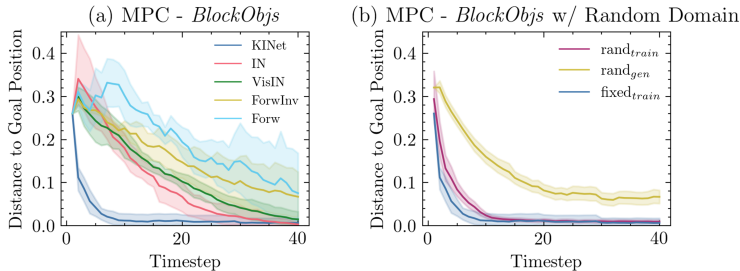 (a) MPC - BlockObjs
Distance to Goal Position
0.4
0.3
0.2
0.1
0.0
0
20
40
Timestep
KINet
IN
VisIN
ForwInv
Forw
(b) MPC - BlockObjs w/ Random Domain
Distance to Goal Position
0.4
0.3
0.2
0.1
0.0
0
20
40
Timestep
rand_train
rand_gen
fixed_train